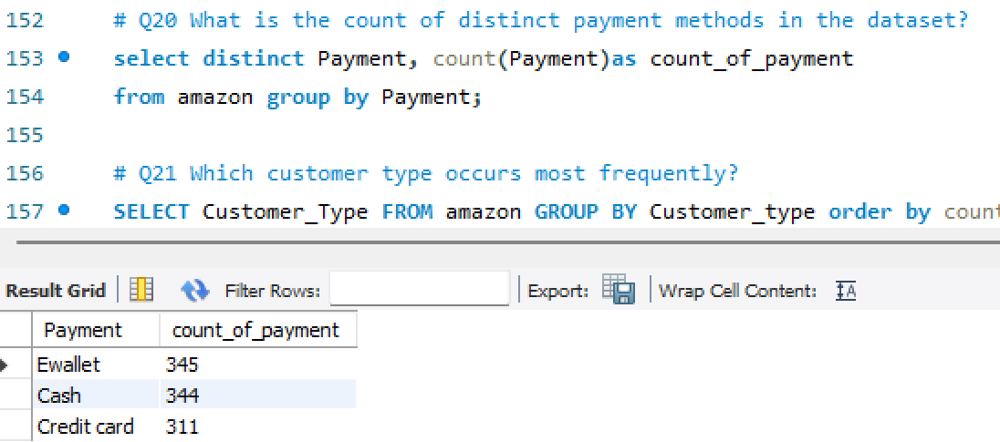 152 # Q20 What is the count of distinct payment methods in the dataset?
153 select distinct Payment, count(Payment)as count_of_payment
154 from amazon group by Payment;
155
156 # Q21 Which customer type occurs most frequently?
157 SELECT Customer_Type FROM amazon GROUP BY Customer_type order by count
Result Grid Filter Rows: Export: Wrap Cell Content: IA
Payment count_of_payment
Ewallet 345
Cash 344
Credit card 311